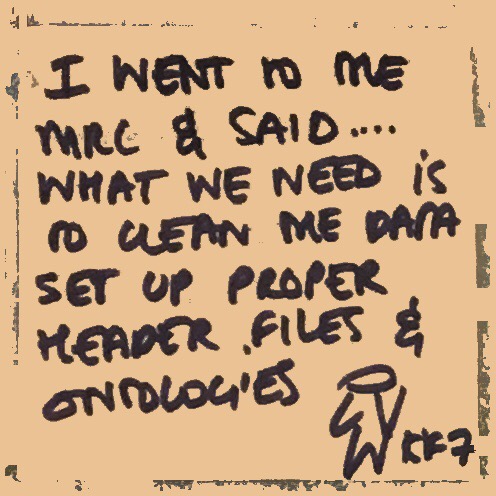 I WENT TO THE
MRC & SAID....
WHAT WE NEED IS
TO CLEAN THE DATA
SET UP PROPER
HEADER FILES &
ONTOLOGIES